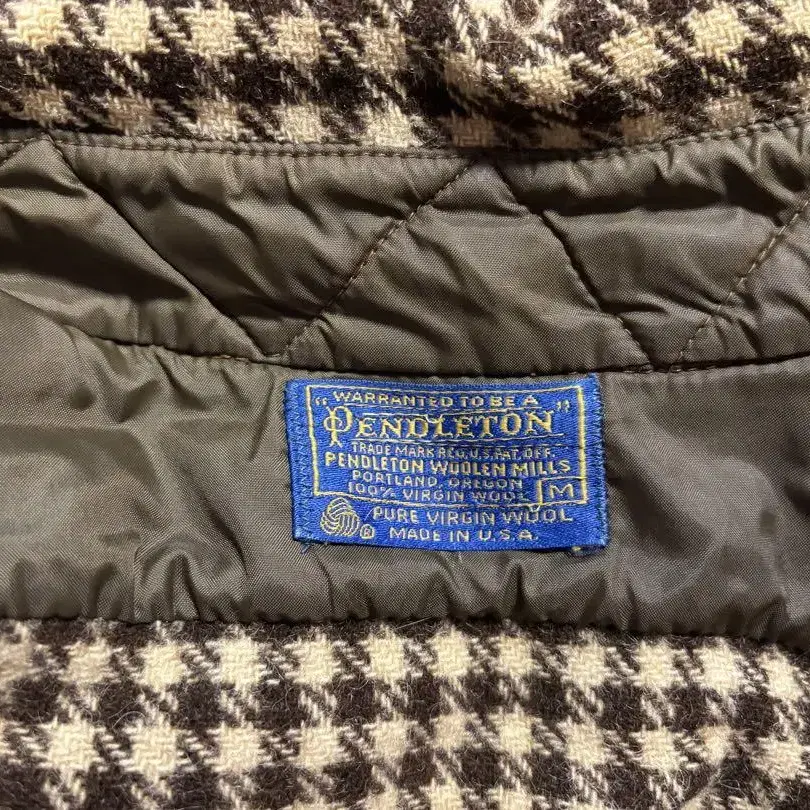 "WARRANTED TO BE A
PENDLETON"
TRADE MARK REG. U.S. PAT. OFF.
PENDLETON WOOLEN MILLS
PORTLAND, OREGON
100% VIRGIN WOOL M
PURE VIRGIN WOOL
®
MADE IN U.S.A.